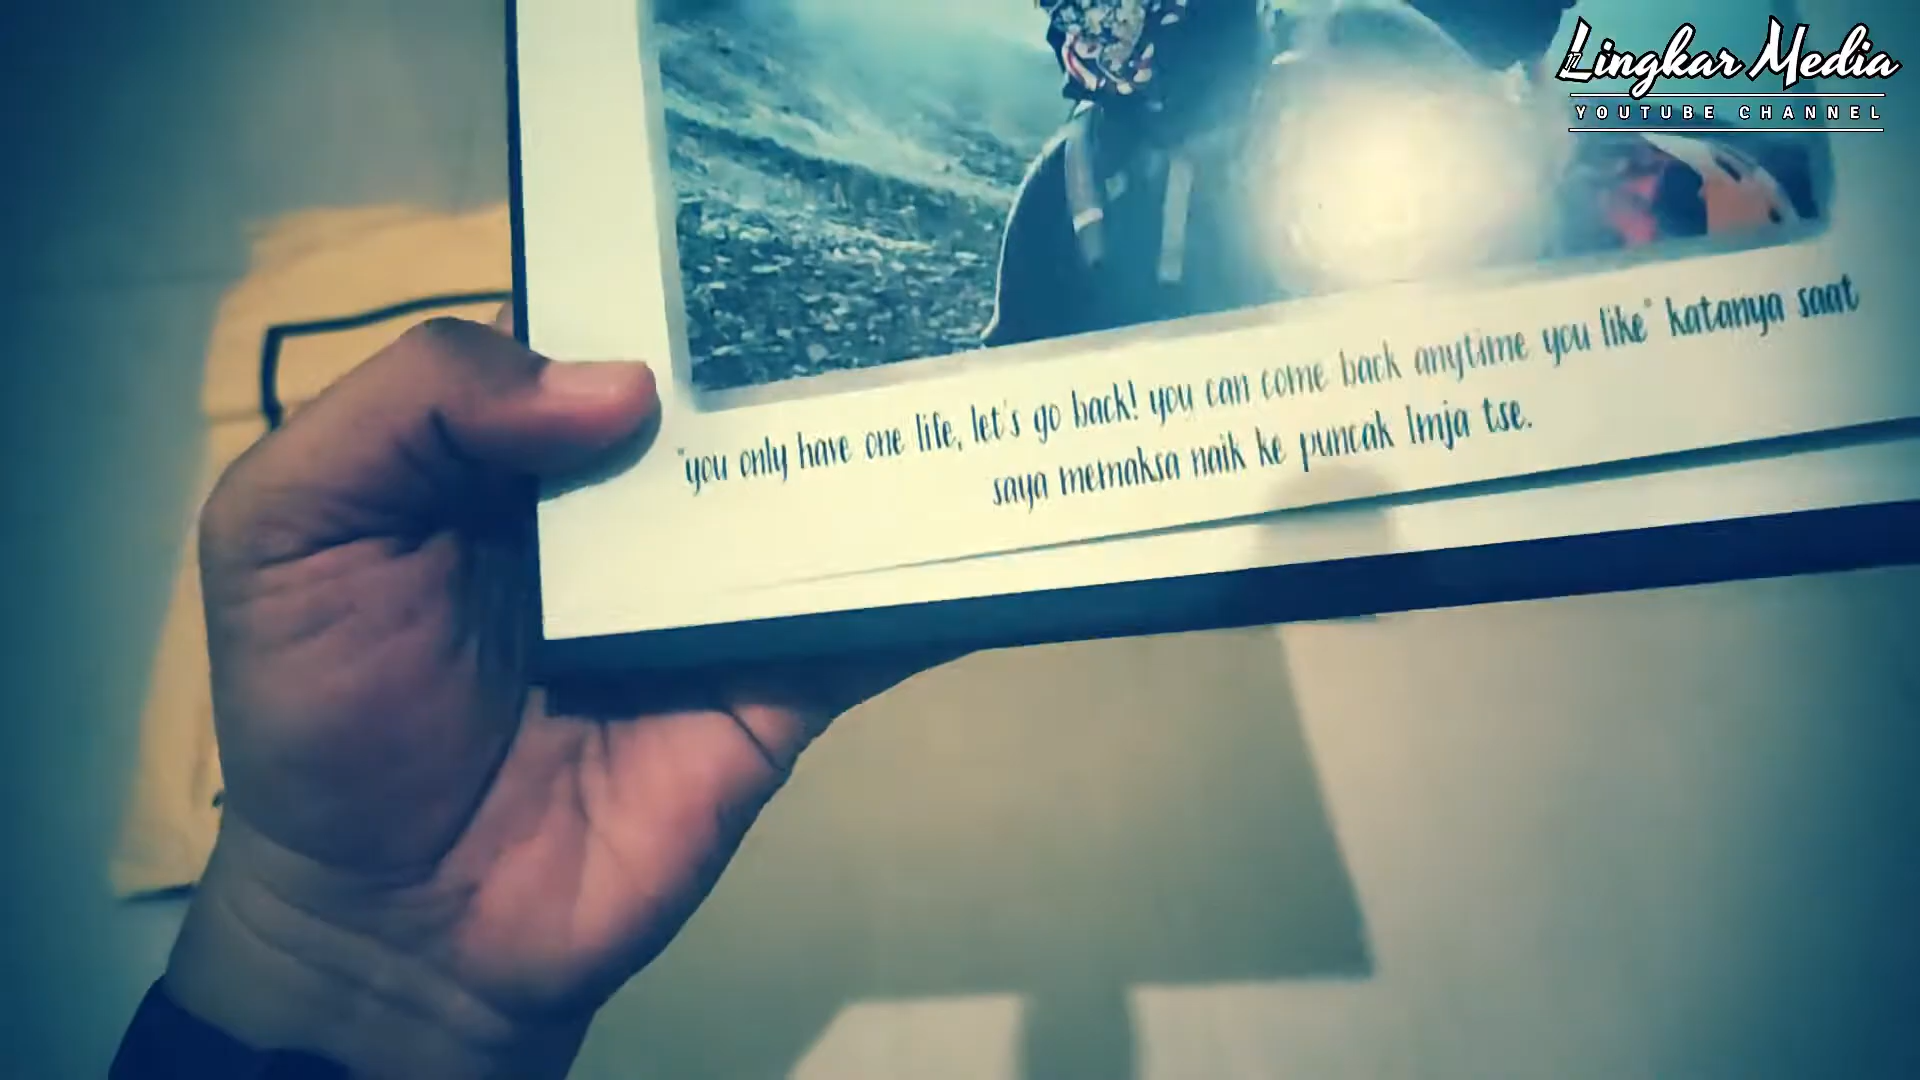 Lingkar Media
YOUTUBE CHANNEL
"you only have one life, let's go back! you can come back anytime you like" katanya saat
saya memaksa naik ke puncak Imja tse.